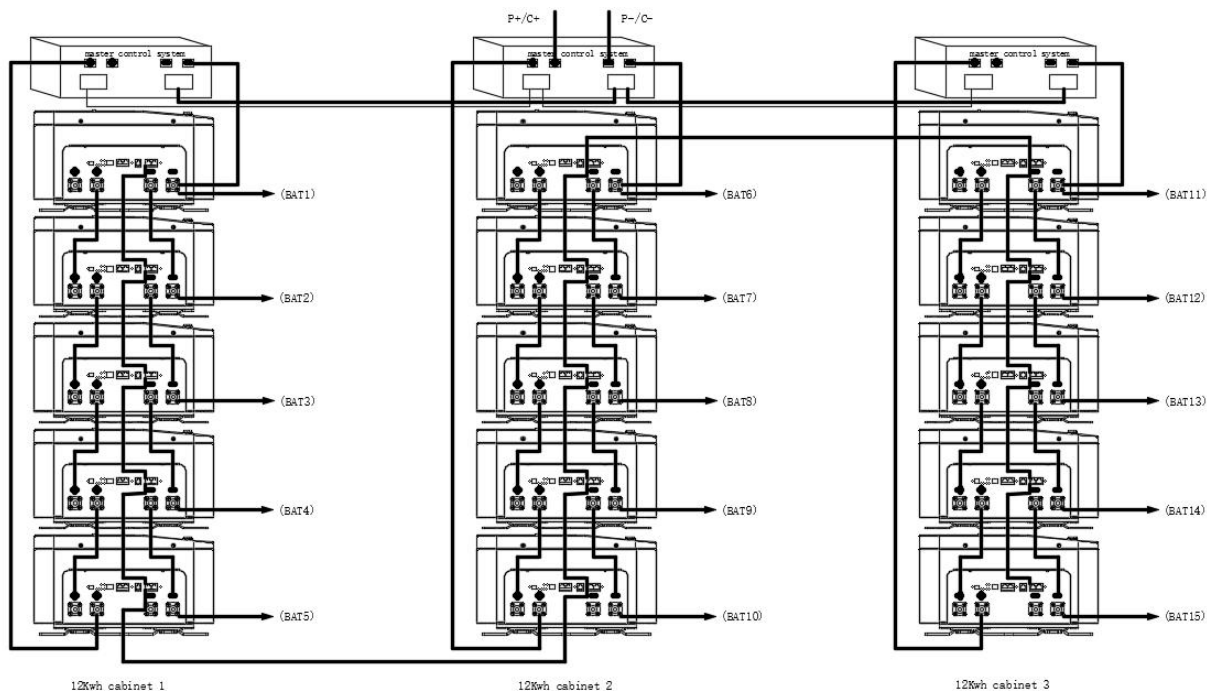 P+/C+ P-/C-
master control system master control system master control system
(BAT1) (BAT6) (BAT11)
(BAT2) (BAT7) (BAT12)
(BAT3) (BAT8) (BAT13)
(BAT4) (BAT9) (BAT14)
(BAT5) (BAT10) (BAT15)
12Kwh cabinet 1 12Kwh cabinet 2 12Kwh cabinet 3